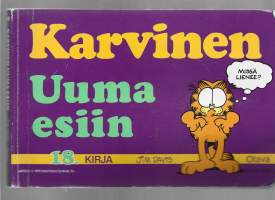 Karvinen
Uuma
esiin
MISSÄ
LIENEE?
18 KIRJA
JIM DAVIS
Otava